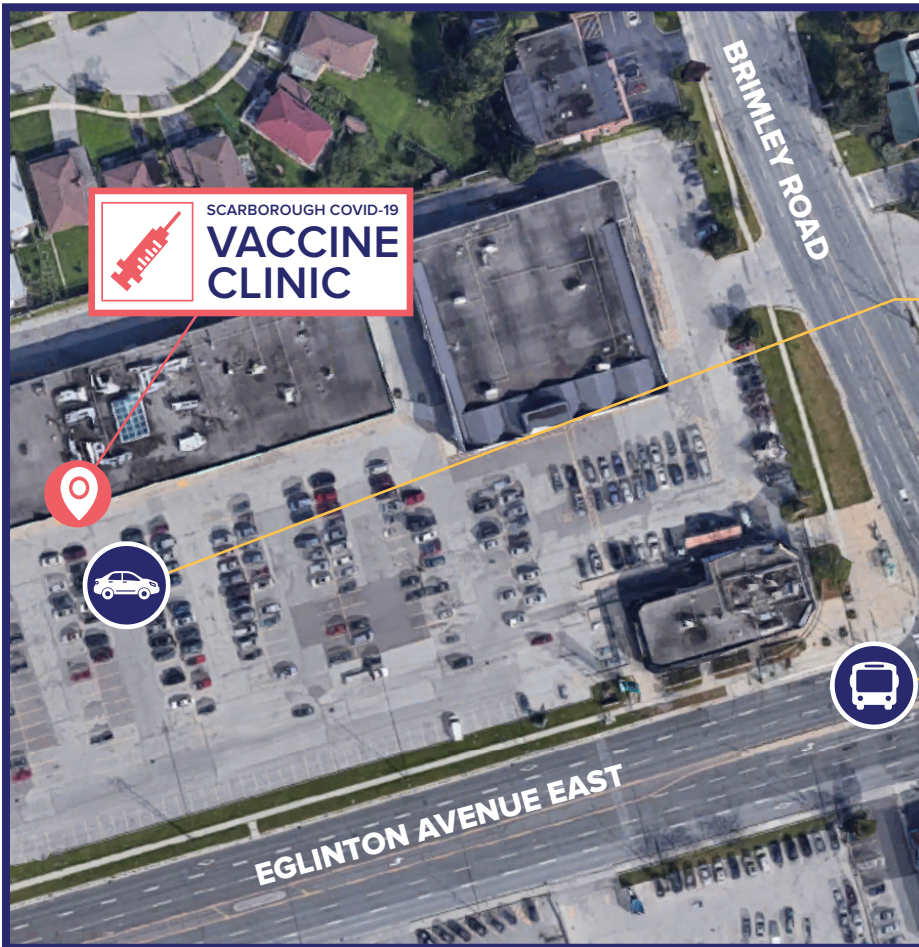 BRIMLEY ROAD
SCARBOROUGH COVID-19
VACCINE
CLINIC
EGLINTON AVENUE EAST